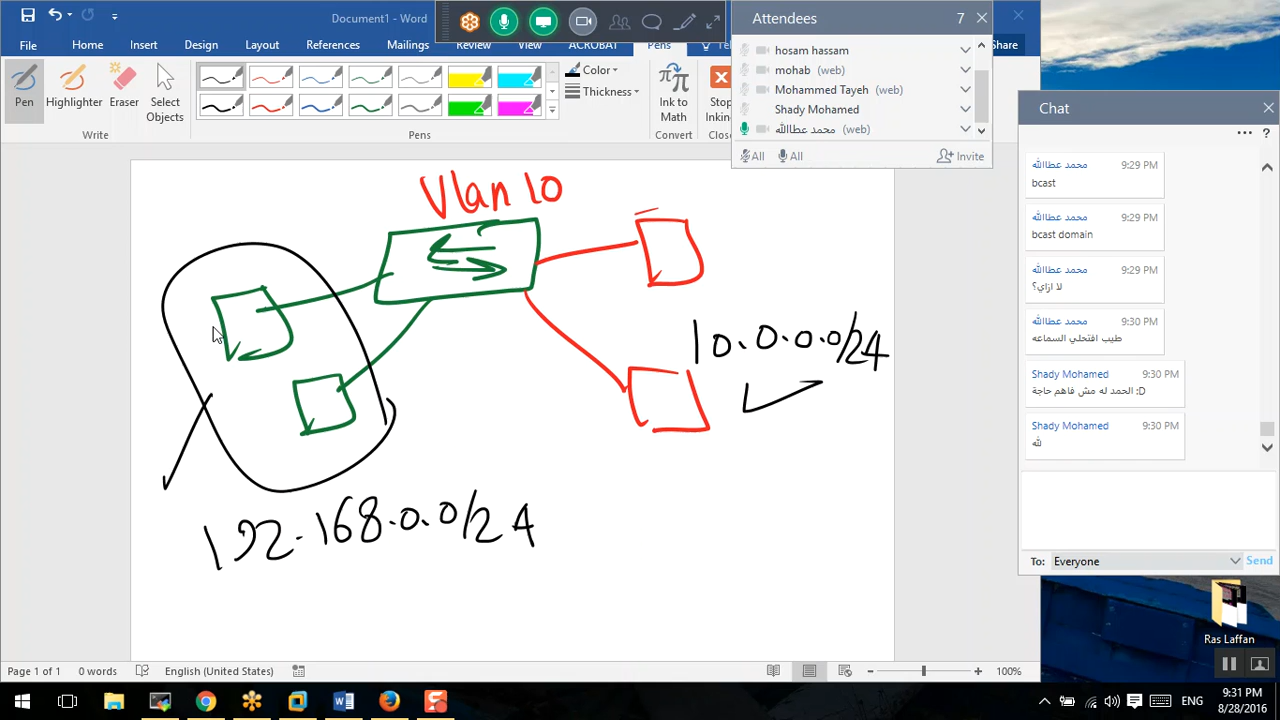 Document1 - Word
File
Home
Insert
Design
Layout
References
Mailings
Review
View
ACROBAT
Pens
Share
Pen
Highlighter
Eraser
Select
Objects
Color
Thickness
Ink to
Math
Stop
Write
Pens
Convert
Attendees 7
hosam hassam
mohab (web)
Mohammed Tayeh (web)
Shady Mohamed
محمد عطاالله (web)
All All Invite
Chat
محمد عطاالله 9:29 PM
bcast
محمد عطاالله 9:29 PM
bcast domain
محمد عطاالله 9:29 PM
لا ازاي؟
محمد عطاالله 9:30 PM
طيب افتحلي السماعه
Shady Mohamed 9:30 PM
الحمد له مش فاهم حاجة :D
Shady Mohamed 9:30 PM
لله
To: Everyone Send
Vlan 10
10.0.0.0/24
192.168.0.0/24
Ras Laffan
Page 1 of 1 0 words English (United States) 100%
ENG
9:31 PM
8/28/2016